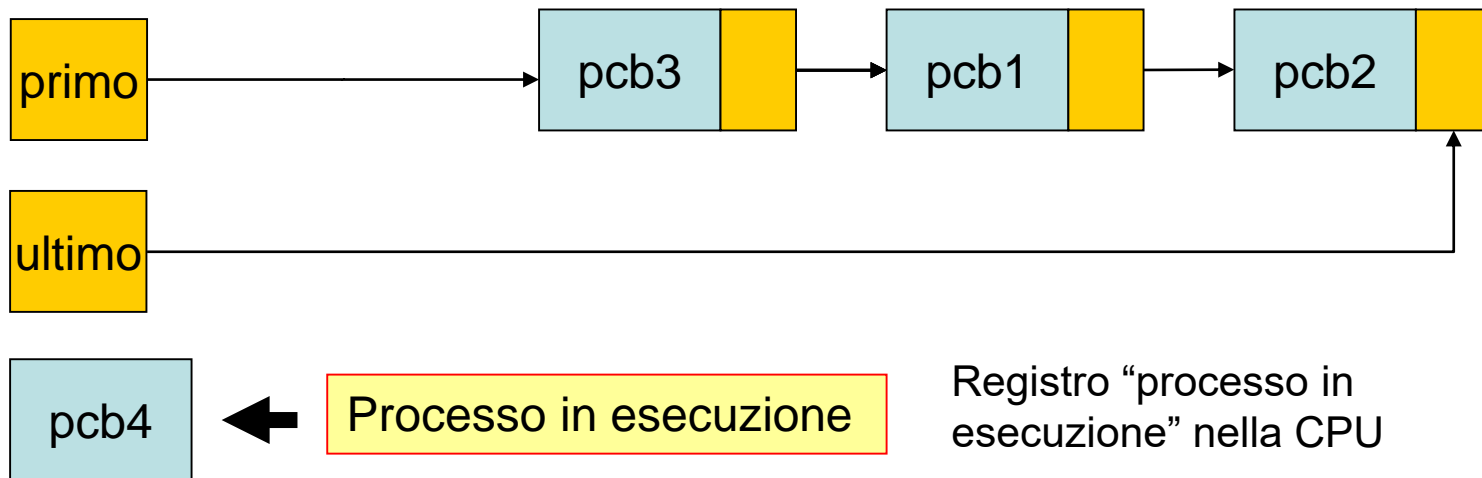 primo
pcb3
pcb1
pcb2
ultimo
pcb4
Processo in esecuzione
Registro “processo in
esecuzione” nella CPU